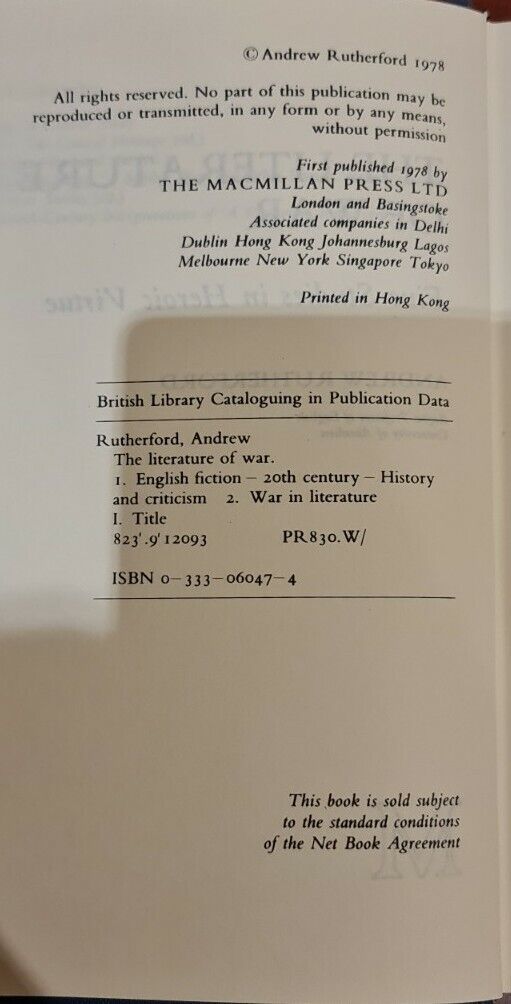 © Andrew Rutherford 1978
All rights reserved. No part of this publication may be
reproduced or transmitted, in any form or by any means,
without permission
First published 1978 by
THE MACMILLAN PRESS LTD
London and Basingstoke
Associated companies in Delhi
Dublin Hong Kong Johannesburg Lagos
Melbourne New York Singapore Tokyo
Printed in Hong Kong
British Library Cataloguing in Publication Data
Rutherford, Andrew
The literature of war.
1. English fiction – 20th century – History
and criticism 2. War in literature
I. Title
823'.9'12093 PR830.W/
ISBN 0–333–06047–4
This book is sold subject
to the standard conditions
of the Net Book Agreement